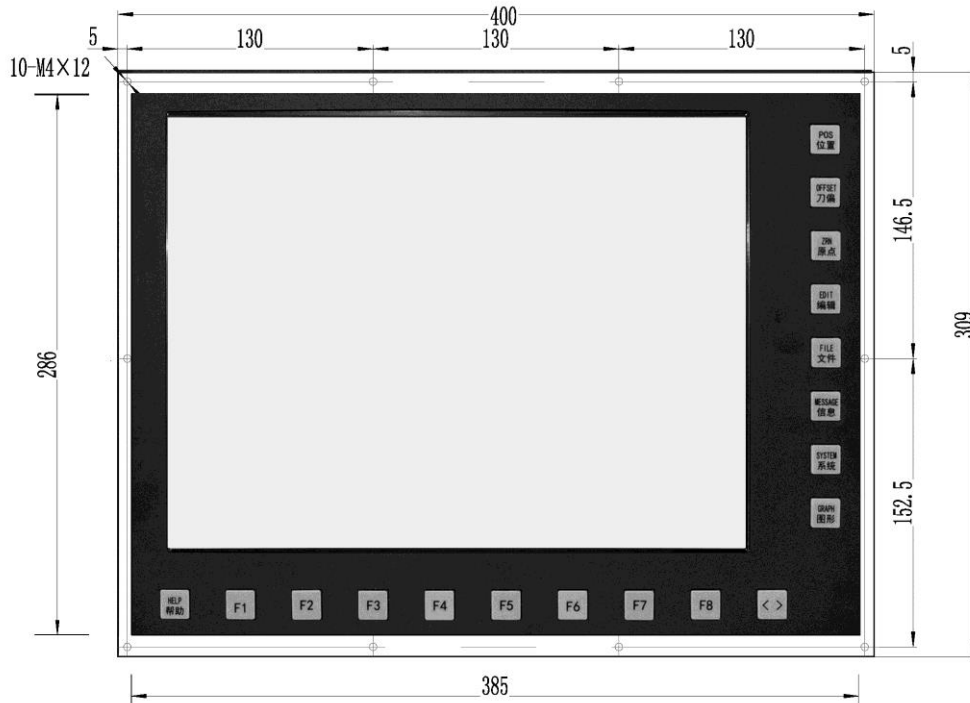 400
5
130
130
130
5
10-M4×12
POS
位置
OFFSET
刀偏
146.5
ZRN
原点
EDIT
编辑
309
286
FILE
文件
MESSAGE
信息
SYSTEM
系统
152.5
GRAPH
图形
HELP
帮助
F1
F2
F3
F4
F5
F6
F7
F8
< >
385